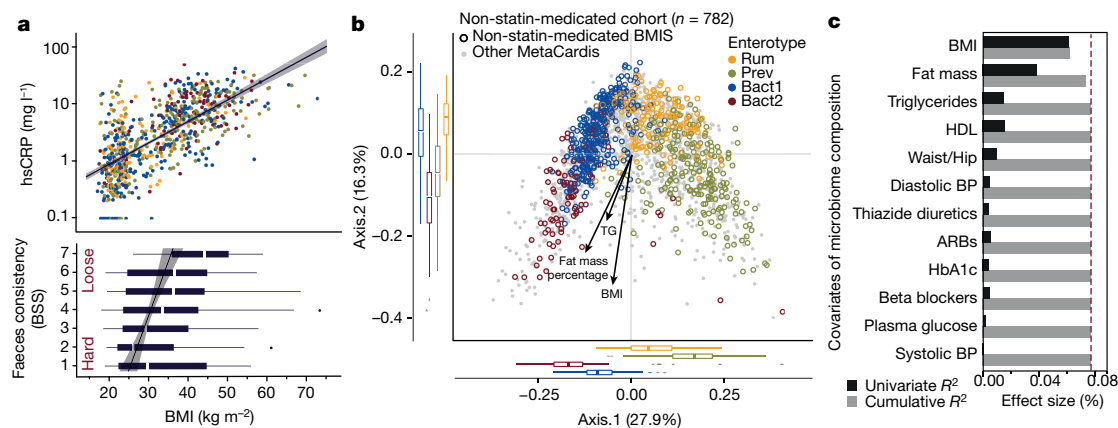 a
hsCRP (mg l⁻¹)
100
10
1
0.1
Faeces consistency
(BSS)
Loose
Hard
7
6
5
4
3
2
1
20 30 40 50 60 70
BMI (kg m⁻²)
b
Non-statin-medicated cohort (n = 782)
Non-statin-medicated BMIS
Other MetaCardis
Enterotype
Rum
Prev
Bact1
Bact2
Axis.2 (16.3%)
0.2
0.0
−0.2
−0.4
TG
Fat mass
percentage
BMI
−0.25 0.00 0.25
Axis.1 (27.9%)
c
Covariates of microbiome composition
BMI
Fat mass
Triglycerides
HDL
Waist/Hip
Diastolic BP
Thiazide diuretics
ARBs
HbA1c
Beta blockers
Plasma glucose
Systolic BP
0.00 0.04 0.08
Effect size (%)
Univariate R²
Cumulative R²